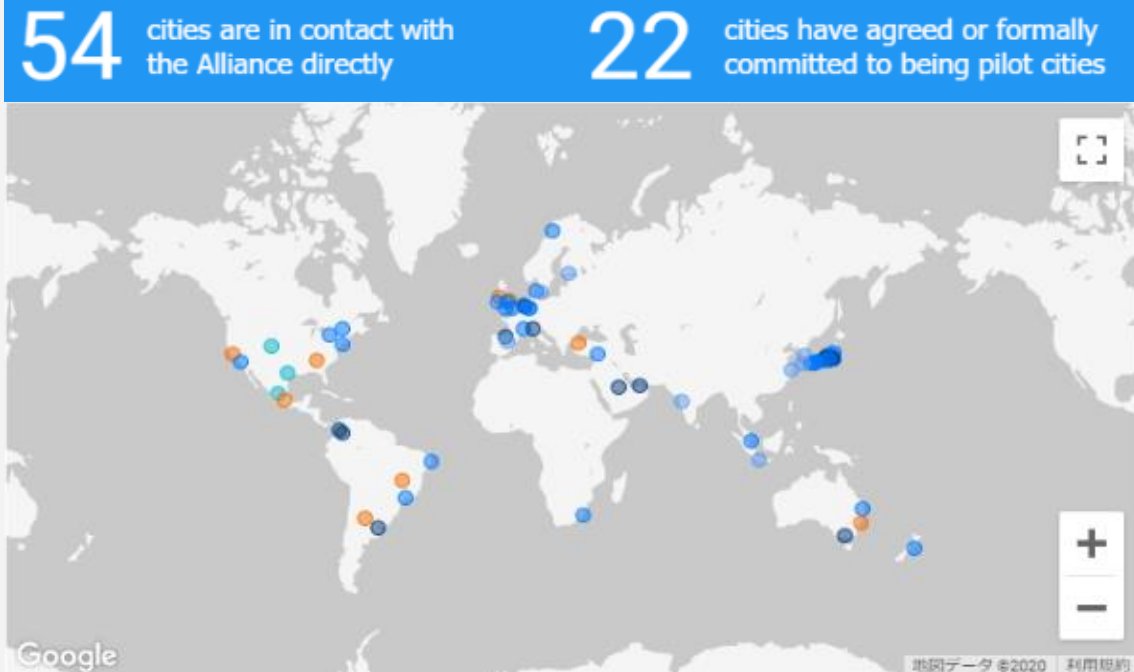 54
cities are in contact with
the Alliance directly
22
cities have agreed or formally
committed to being pilot cities
Google
地図データ ©2020 利用規約